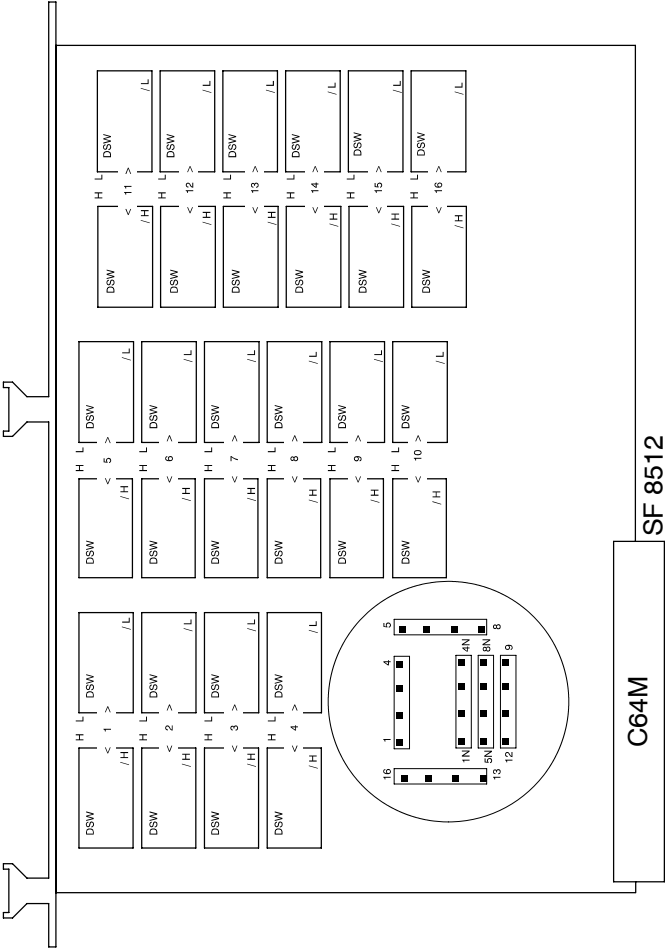 DSW / H H L < 1 > DSW / L
DSW / H H L < 2 > DSW / L
DSW / H H L < 3 > DSW / L
DSW / H H L < 4 > DSW / L
DSW / H H L < 5 > DSW / L
DSW / H H L < 6 > DSW / L
DSW / H H L < 7 > DSW / L
DSW / H H L < 8 > DSW / L
DSW / H H L < 9 > DSW / L
DSW / H H L < 10 > DSW / L
DSW / H H L < 11 > DSW / L
DSW / H H L < 12 > DSW / L
DSW / H H L < 13 > DSW / L
DSW / H H L < 14 > DSW / L
DSW / H H L < 15 > DSW / L
DSW / H H L < 16 > DSW / L
16 1 4 5
1N 4N
5N 8N
13 12 9 8
C64M
SF 8512